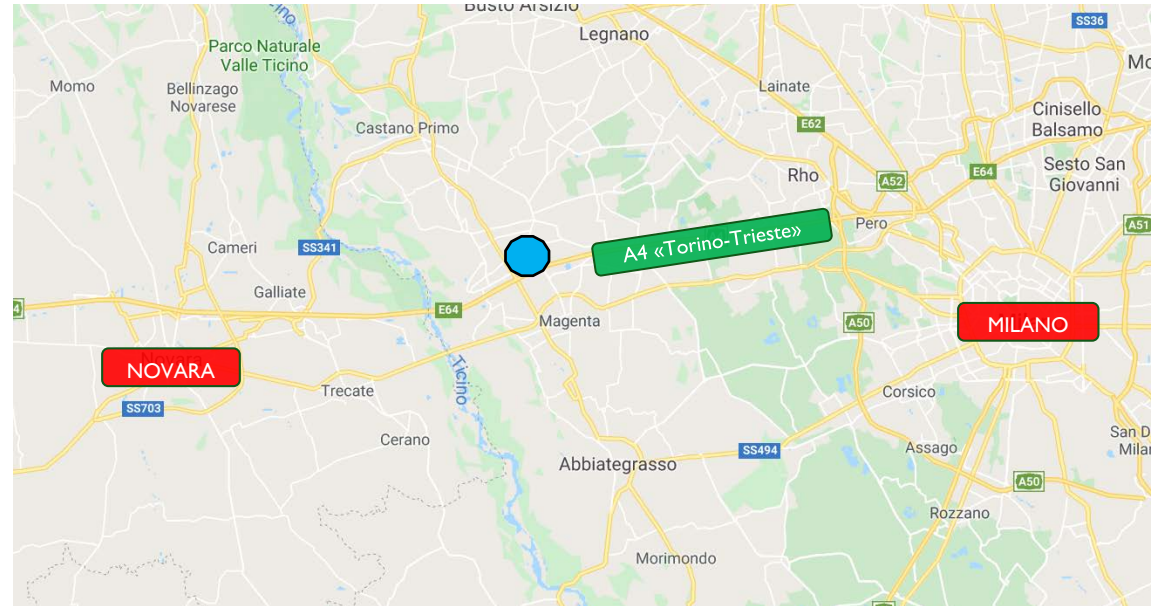 Ticino
BUSTO ARSIZIO
SS36
Legnano
Parco Naturale
Valle Ticino
Momo
Bellinzago
Novarese
Lainate
Cinisello
Balsamo
Castano Primo
E62
Sesto San
Giovanni
Rho
A52
E64
Pero
A51
A4 «Torino-Trieste»
Cameri
SS341
Galliate
E64
4
Magenta
A50
MILANO
NOVARA
Ticino
Trecate
Corsico
SS703
Cerano
SS494
Assago
San D
Milan
Abbiategrasso
A50
Rozzano
Morimondo